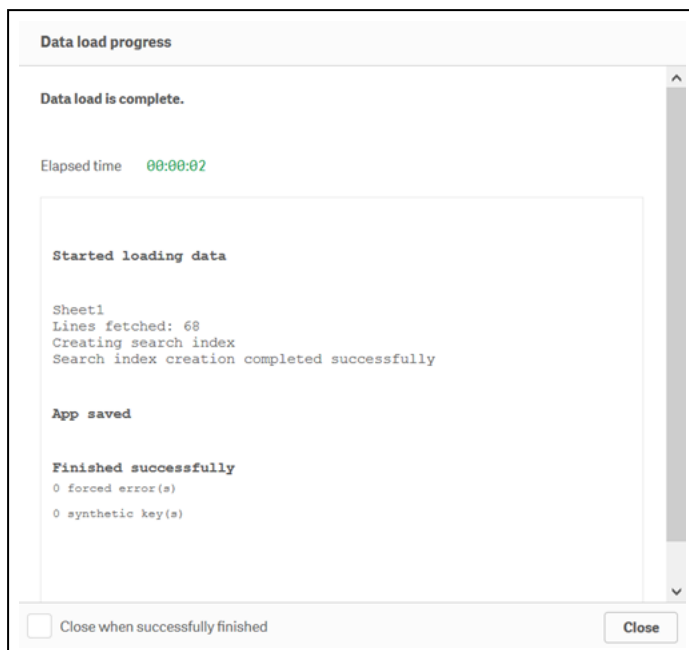 Data load progress
Data load is complete.
Elapsed time 00:00:02
Started loading data
Sheet1
Lines fetched: 68
Creating search index
Search index creation completed successfully
App saved
Finished successfully
0 forced error(s)
0 synthetic key(s)
Close when successfully finished
Close